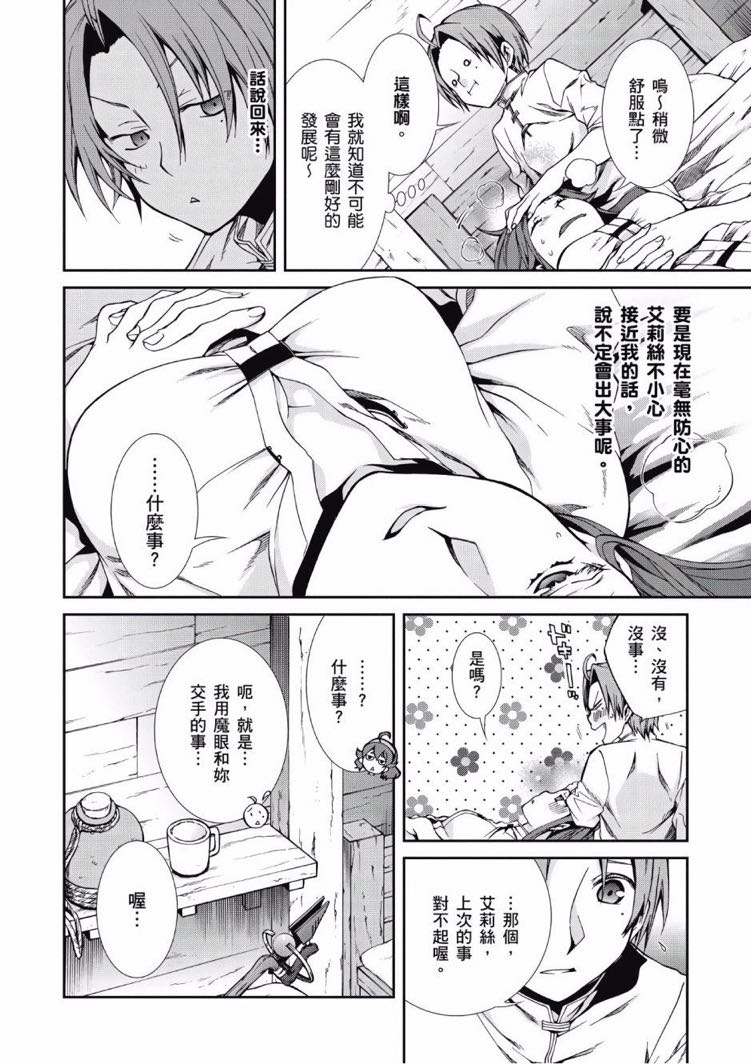 嗚～稍微
舒服點了…
這樣啊。
我就知道不可能
會有這麼剛好的
發展呢～
話說回來…
要是現在毫無防心的
艾莉絲不小心
接近我的話，
說不定會出大事呢。
……什麼事？
沒、沒有，
沒事…
ドキー
是嗎？
…那個，
艾莉絲，
上次的事
對不起喔。
……？
什麼事？
呃，就是…
我用魔眼和妳
交手的事…
喔…